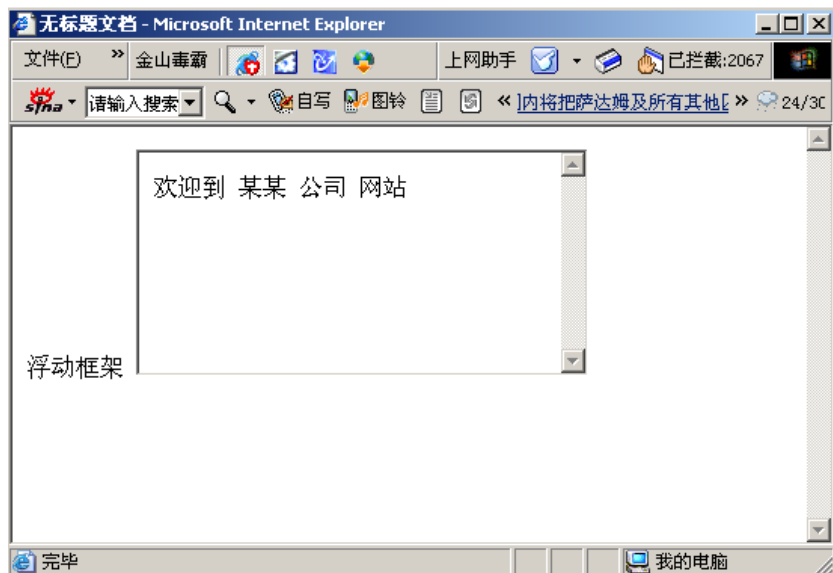 无标题文档 - Microsoft Internet Explorer
文件(F) » 金山毒霸 上网助手 已拦截:2067
sina 请输入搜索 自写 图铃 « 内将把萨达姆及所有其他 » 24/30
欢迎到 某某 公司 网站
浮动框架
完毕 我的电脑